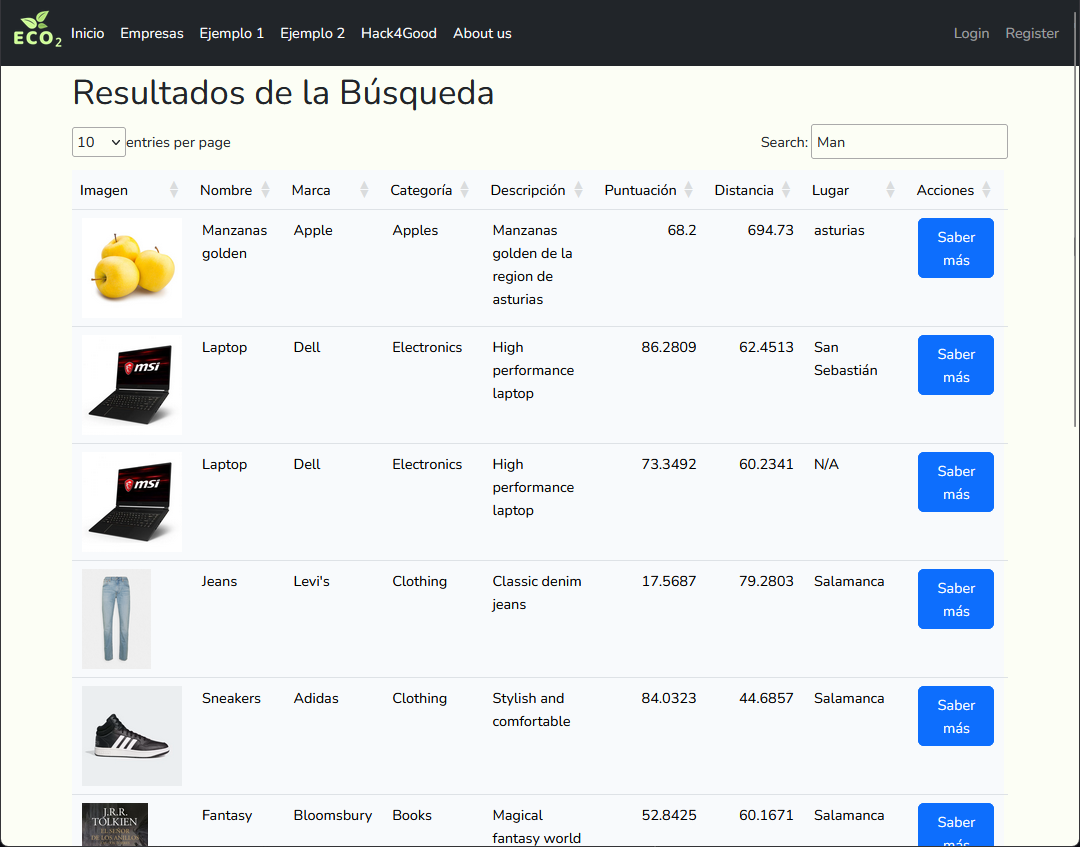 ECO2 Inicio Empresas Ejemplo 1 Ejemplo 2 Hack4Good About us Login Register
Resultados de la Búsqueda
10 entries per page Search: Man
Imagen Nombre Marca Categoría Descripción Puntuación Distancia Lugar Acciones
Manzanas Apple Apples Manzanas 68.2 694.73 asturias Saber
golden golden de la más
region de
asturias
msi Laptop Dell Electronics High 86.2809 62.4513 San Saber
performance Sebastián más
laptop
msi Laptop Dell Electronics High 73.3492 60.2341 N/A Saber
performance más
laptop
Jeans Levi's Clothing Classic denim 17.5687 79.2803 Salamanca Saber
jeans más
Sneakers Adidas Clothing Stylish and 84.0323 44.6857 Salamanca Saber
comfortable más
J.R.R. Fantasy Bloomsbury Books Magical 52.8425 60.1671 Salamanca Saber
TOLKIEN fantasy world más
EL SEÑOR
DE LOS ANILLOS